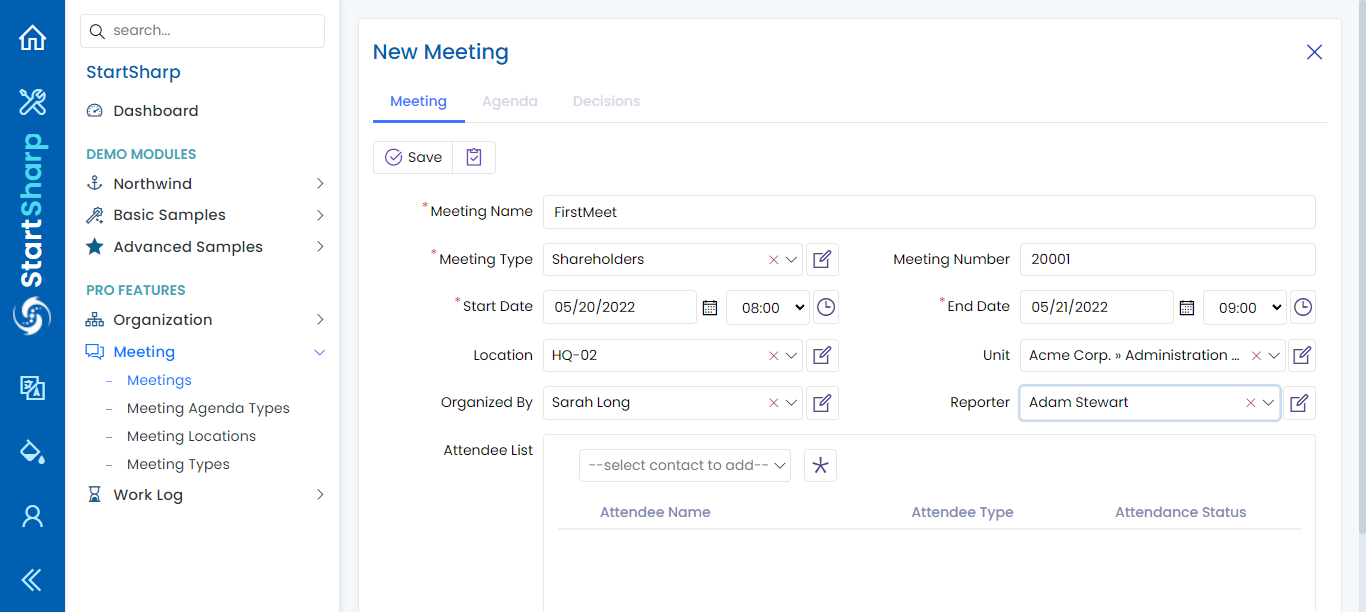 StartSharp
search...
StartSharp
Dashboard
DEMO MODULES
Northwind
Basic Samples
Advanced Samples
PRO FEATURES
Organization
Meeting
– Meetings
– Meeting Agenda Types
– Meeting Locations
– Meeting Types
Work Log
New Meeting
Meeting Agenda Decisions
Save
*Meeting Name FirstMeet
*Meeting Type Shareholders Meeting Number 20001
*Start Date 05/20/2022 08:00 *End Date 05/21/2022 09:00
Location HQ-02 Unit Acme Corp. » Administration ...
Organized By Sarah Long Reporter Adam Stewart
Attendee List
--select contact to add--
Attendee Name Attendee Type Attendance Status